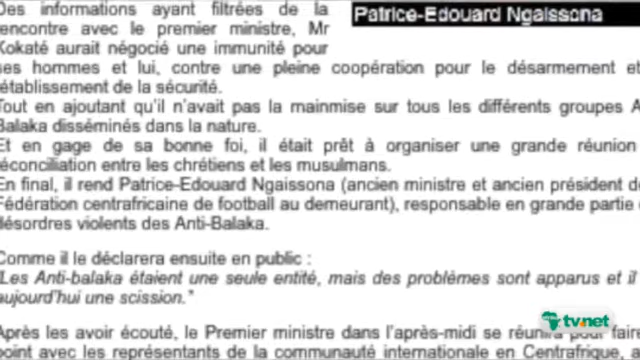 Des informations ayant filtrées de la
rencontre avec le premier ministre, Mr
Kokaté aurait négocié une immunité pour
ses hommes et lui, contre une pleine coopération pour le désarmement et
établissement de la sécurité.
Tout en ajoutant qu'il n'avait pas la mainmise sur tous les différents groupes A
Balaka disséminés dans la nature.
Et en gage de sa bonne foi, il était prêt à organiser une grande réunion
réconciliation entre les chrétiens et les musulmans.
En final, il rend Patrice-Edouard Ngaissona (ancien ministre et ancien président de
Fédération centrafricaine de football au demeurant), responsable en grande partie
désordres violents des Anti-Balaka.
Comme il le déclarera ensuite en public :
"Les Anti-balaka étaient une seule entité, mais des problèmes sont apparus et il
aujourd'hui une scission."
Après les avoir écouté, le Premier ministre dans l'après-midi se réunira pour faire
point avec les représentants de la communauté internationale en Centrafrique, a
Patrice-Edouard Ngaissona
tv.net